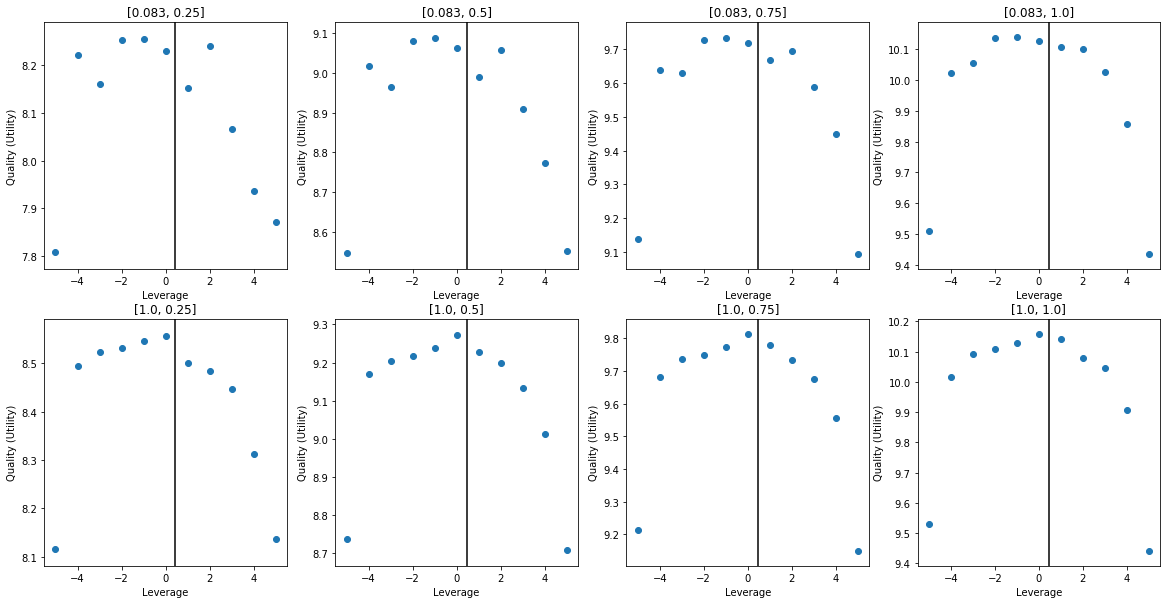 [0.083, 0.25]
Quality (Utility)
8.2
8.1
8.0
7.9
7.8
−4 −2 0 2 4
Leverage
[0.083, 0.5]
Quality (Utility)
9.1
9.0
8.9
8.8
8.7
8.6
−4 −2 0 2 4
Leverage
[0.083, 0.75]
Quality (Utility)
9.7
9.6
9.5
9.4
9.3
9.2
9.1
−4 −2 0 2 4
Leverage
[0.083, 1.0]
Quality (Utility)
10.1
10.0
9.9
9.8
9.7
9.6
9.5
9.4
−4 −2 0 2 4
Leverage
[1.0, 0.25]
Quality (Utility)
8.5
8.4
8.3
8.2
8.1
−4 −2 0 2 4
Leverage
[1.0, 0.5]
Quality (Utility)
9.3
9.2
9.1
9.0
8.9
8.8
8.7
−4 −2 0 2 4
Leverage
[1.0, 0.75]
Quality (Utility)
9.8
9.7
9.6
9.5
9.4
9.3
9.2
−4 −2 0 2 4
Leverage
[1.0, 1.0]
Quality (Utility)
10.2
10.1
10.0
9.9
9.8
9.7
9.6
9.5
9.4
−4 −2 0 2 4
Leverage